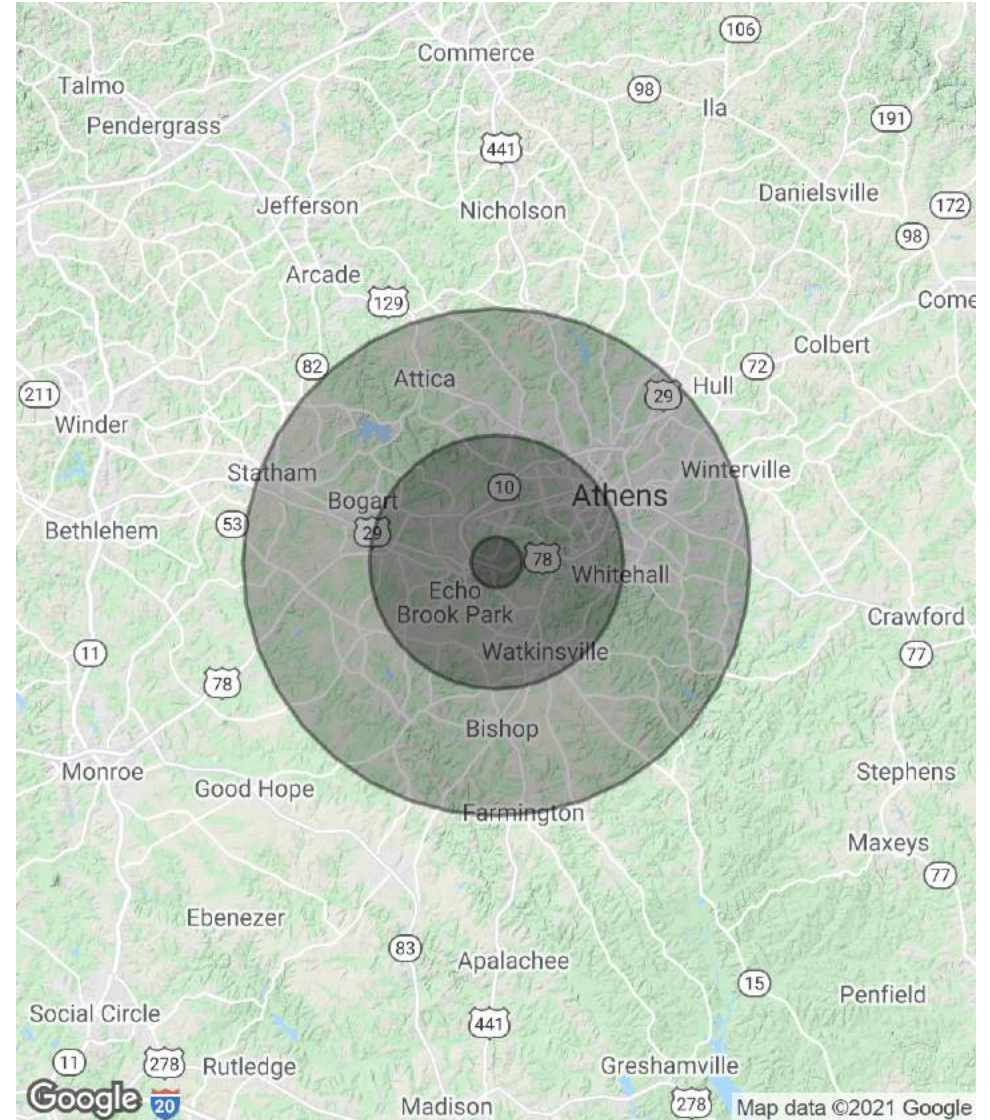 106
Commerce
Talmo
98
Ila
Pendergrass
191
441
Jefferson
Nicholson
Danielsville
172
98
Arcade
129
Come
Colbert
82
Attica
72
Hull
211
29
Winder
Statham
Winterville
10
Athens
Bogart
53
29
Bethlehem
78
Whitehall
Echo
Brook Park
Crawford
Watkinsville
11
77
78
Bishop
Monroe
Stephens
Good Hope
Farmington
Maxeys
77
Ebenezer
83
Apalachee
15
Penfield
Social Circle
441
11
278
Rutledge
Greshamville
Google
20
Madison
278
Map data ©2021 Google